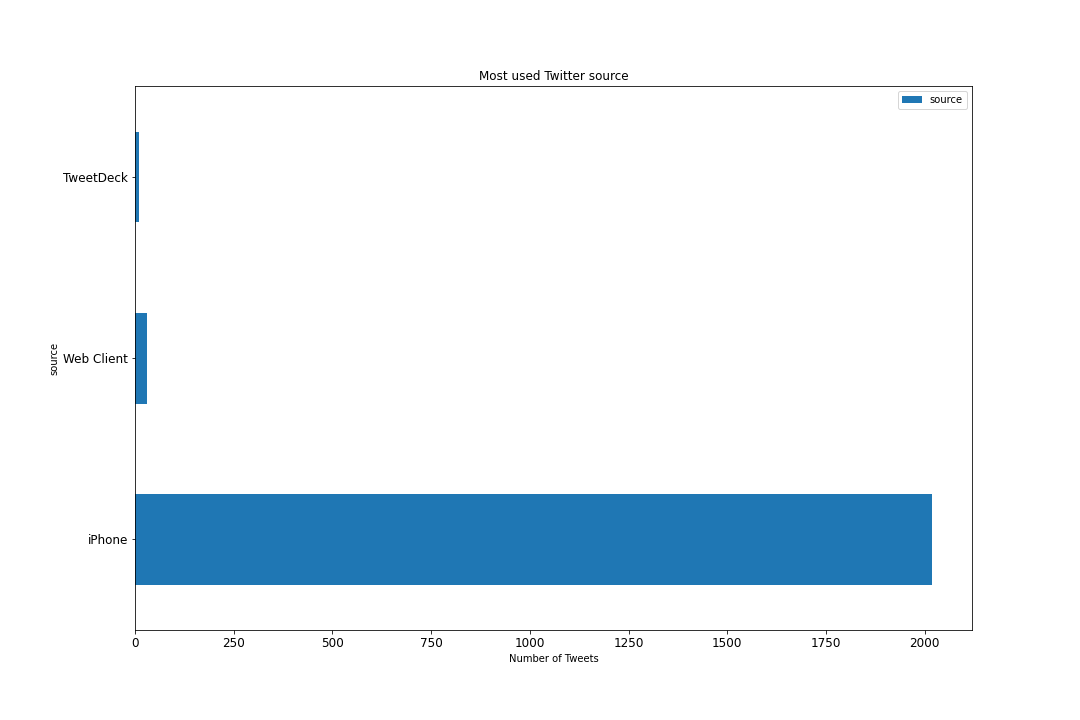 Most used Twitter source
source
TweetDeck
Web Client
iPhone
source
0 250 500 750 1000 1250 1500 1750 2000
Number of Tweets